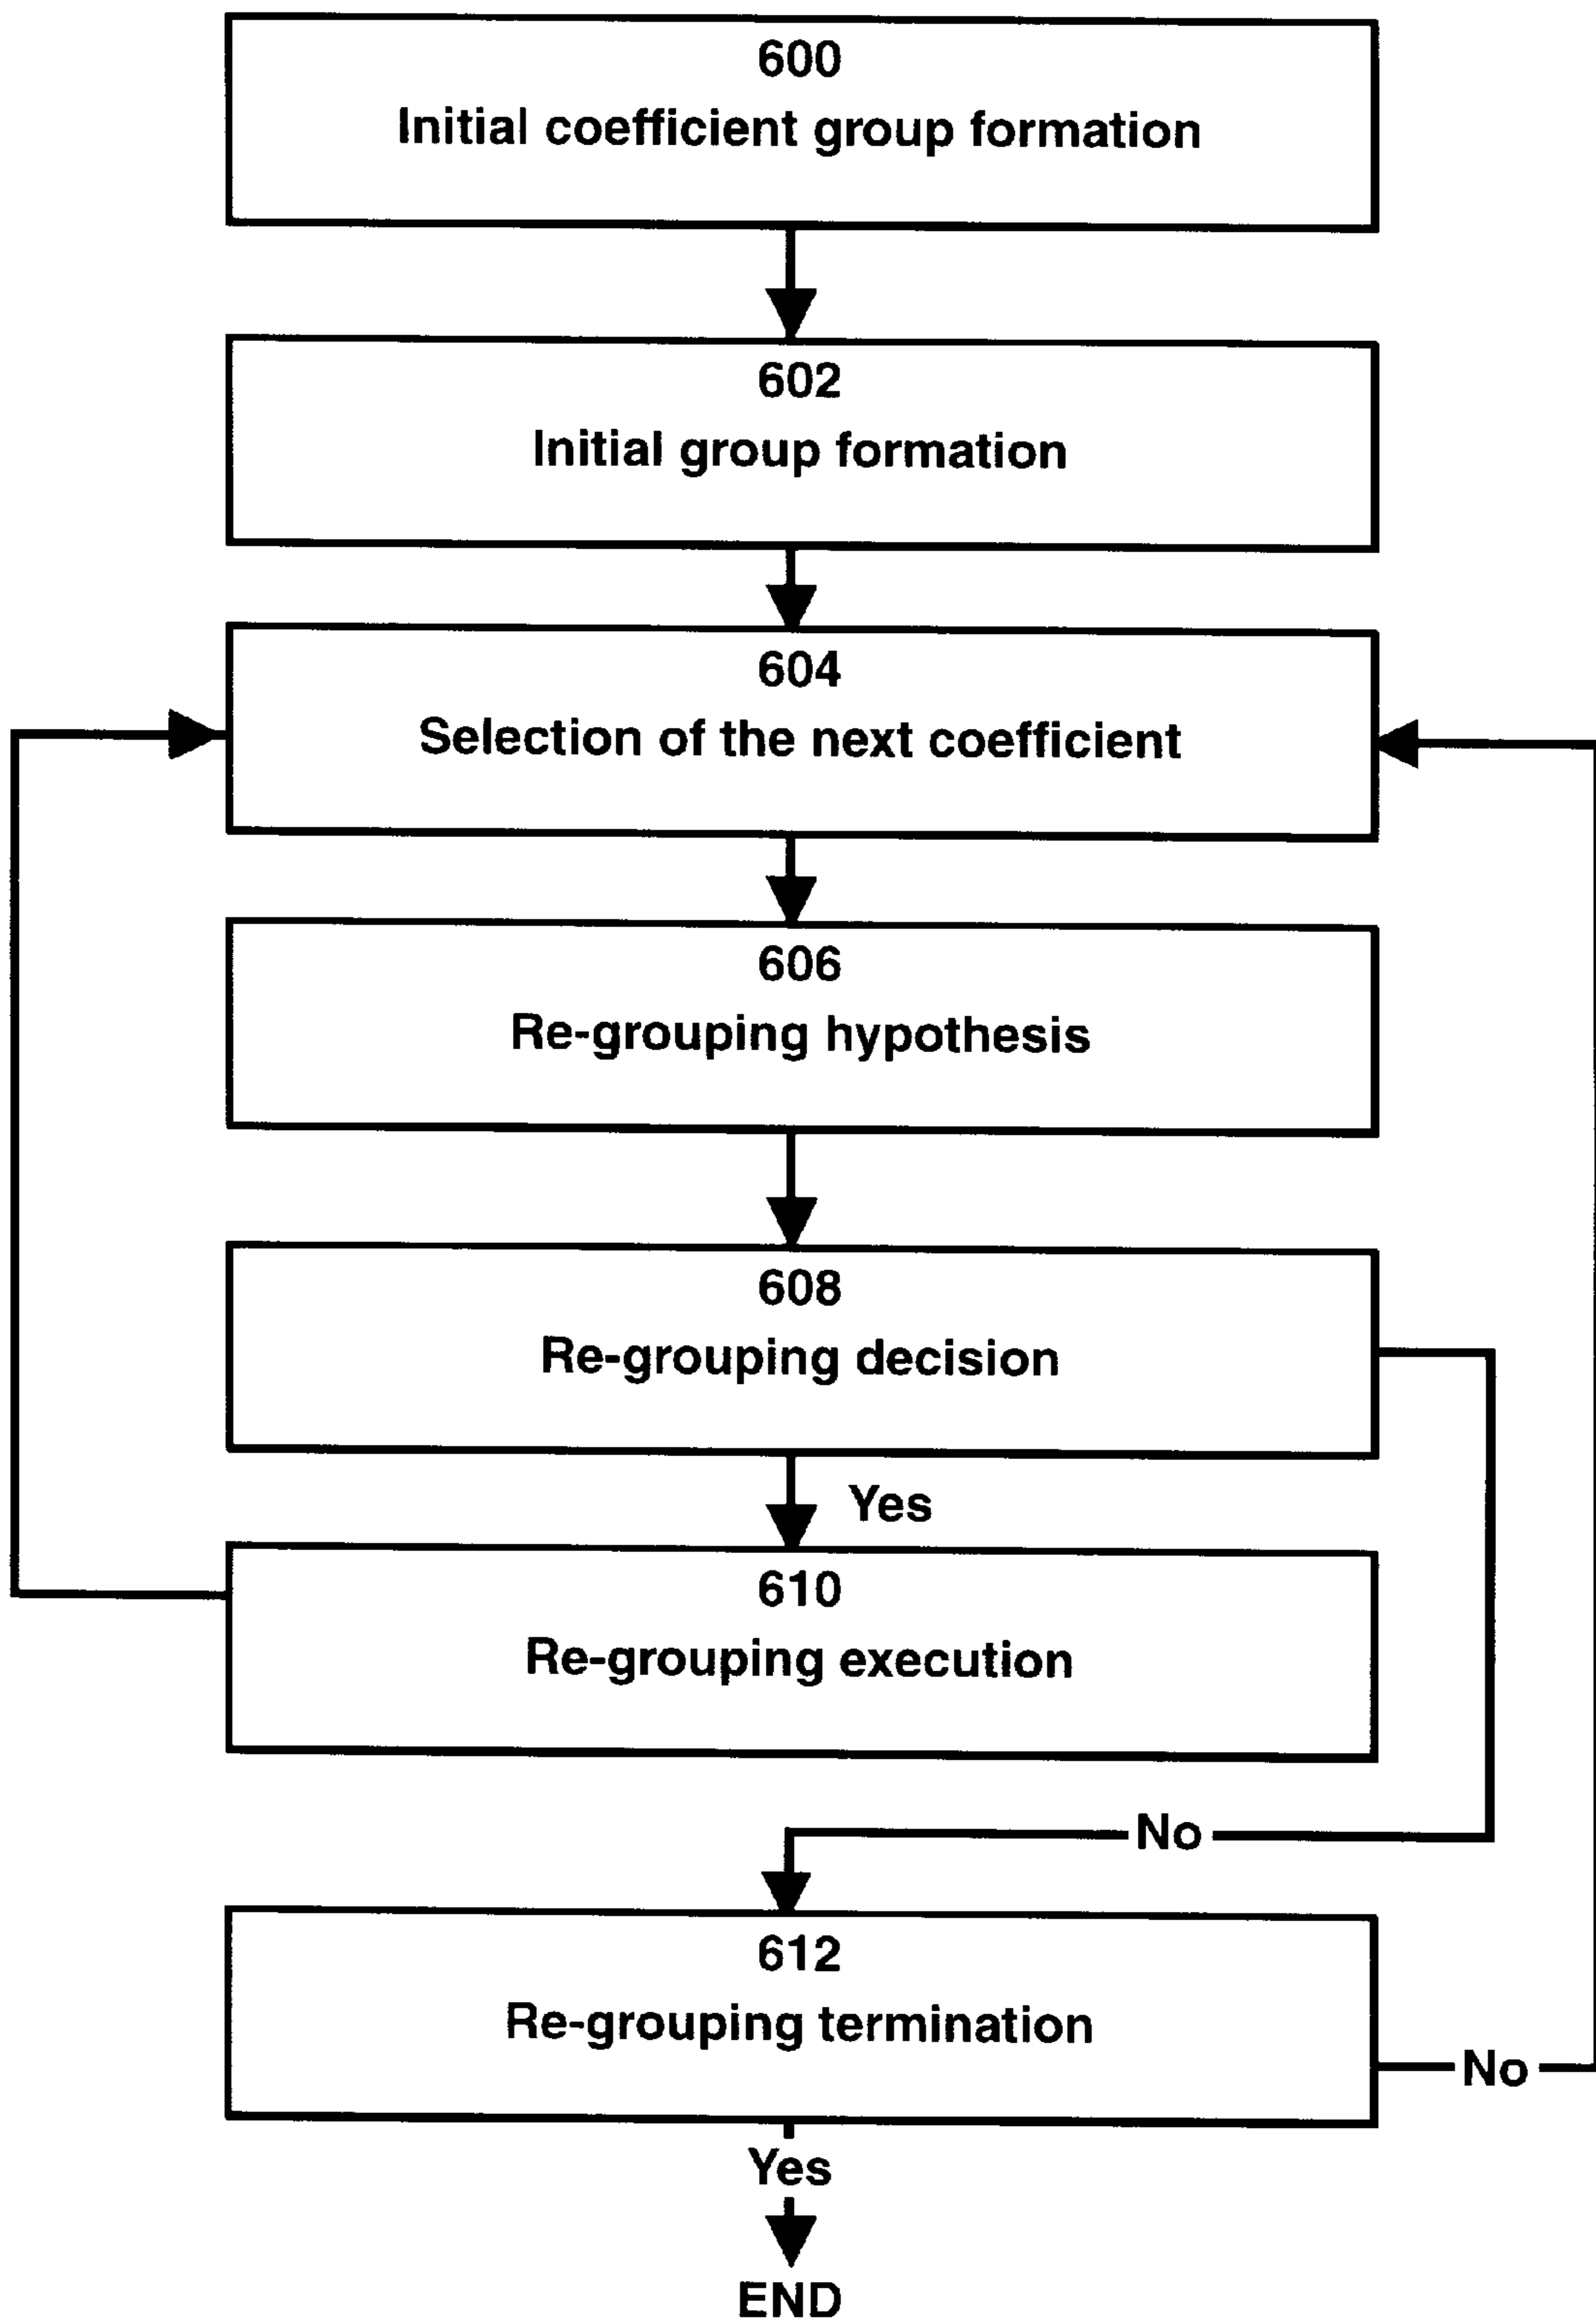 600
Initial coefficient group formation
602
Initial group formation
604
Selection of the next coefficient
606
Re-grouping hypothesis
608
Re-grouping decision
Yes
610
Re-grouping execution
No
612
Re-grouping termination
No
Yes
END